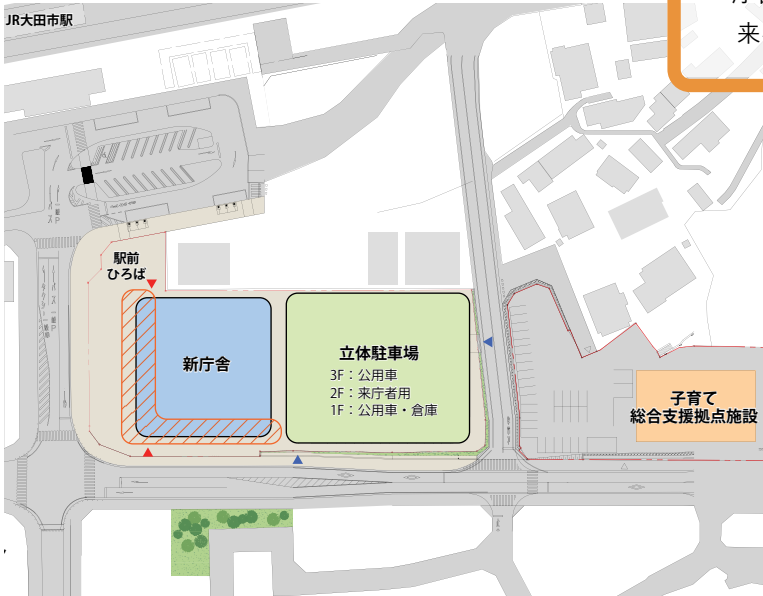 JR大田市駅
来
駅前
ひろば
新庁舎
立体駐車場
3F：公用車
2F：来庁者用
1F：公用車・倉庫
子育て
総合支援拠点施設